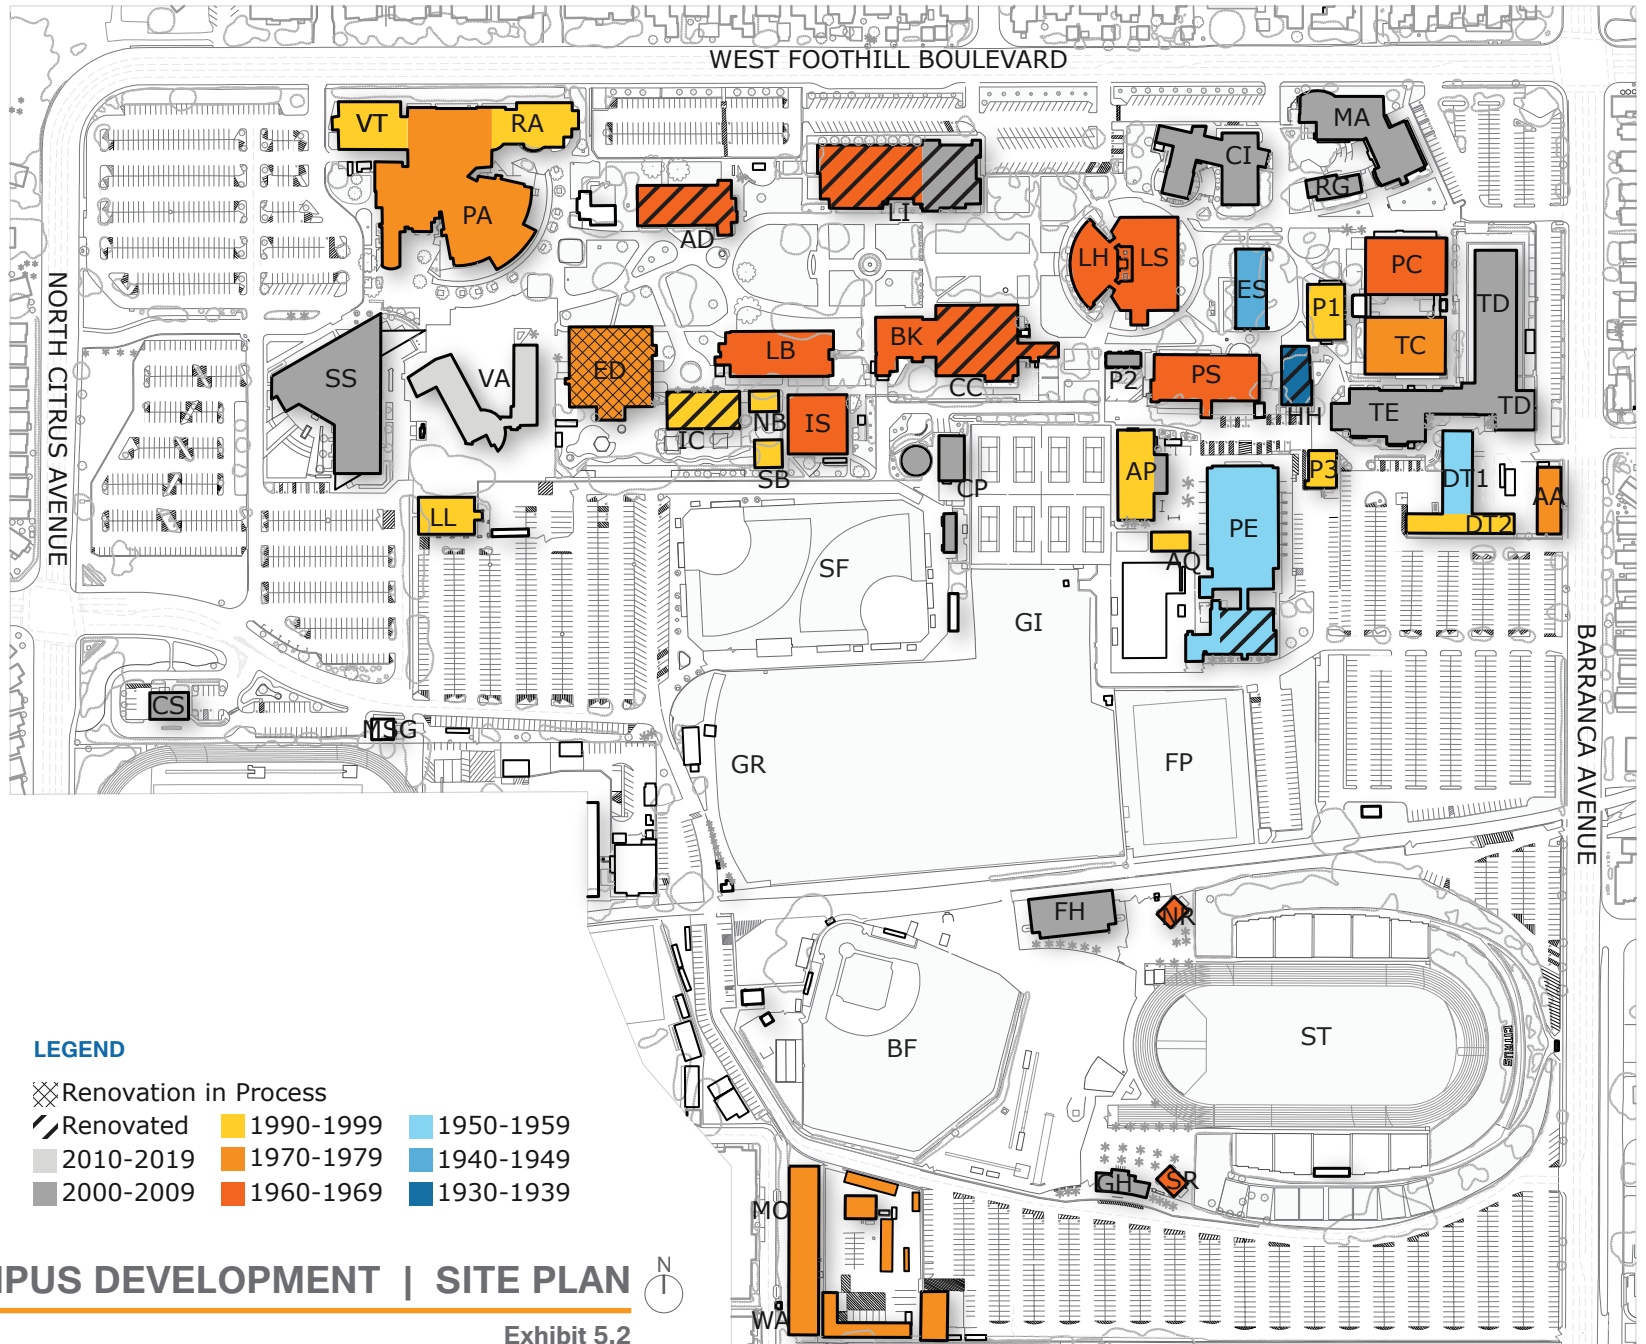 WEST FOOTHILL BOULEVARD
VT
RA
PA
AD
LI
CI
MA
RG
LH
LS
ES
PC
P1
TD
TC
NORTH CITRUS AVENUE
SS
VA
ED
LB
BK
CC
P2
PS
HH
TE
TD
IC
NB
IS
SB
CP
AP
P3
DT1
AA
DT2
LL
SF
AQ
PE
GI
CS
MSG
GR
FP
BARRANCA AVENUE
FH
NR
BF
ST
CITRUS
GH
SR
MO
WA
LEGEND
Renovation in Process
Renovated
1990-1999
1950-1959
2010-2019
1970-1979
1940-1949
2000-2009
1960-1969
1930-1939
PUS DEVELOPMENT | SITE PLAN
N
Exhibit 5.2